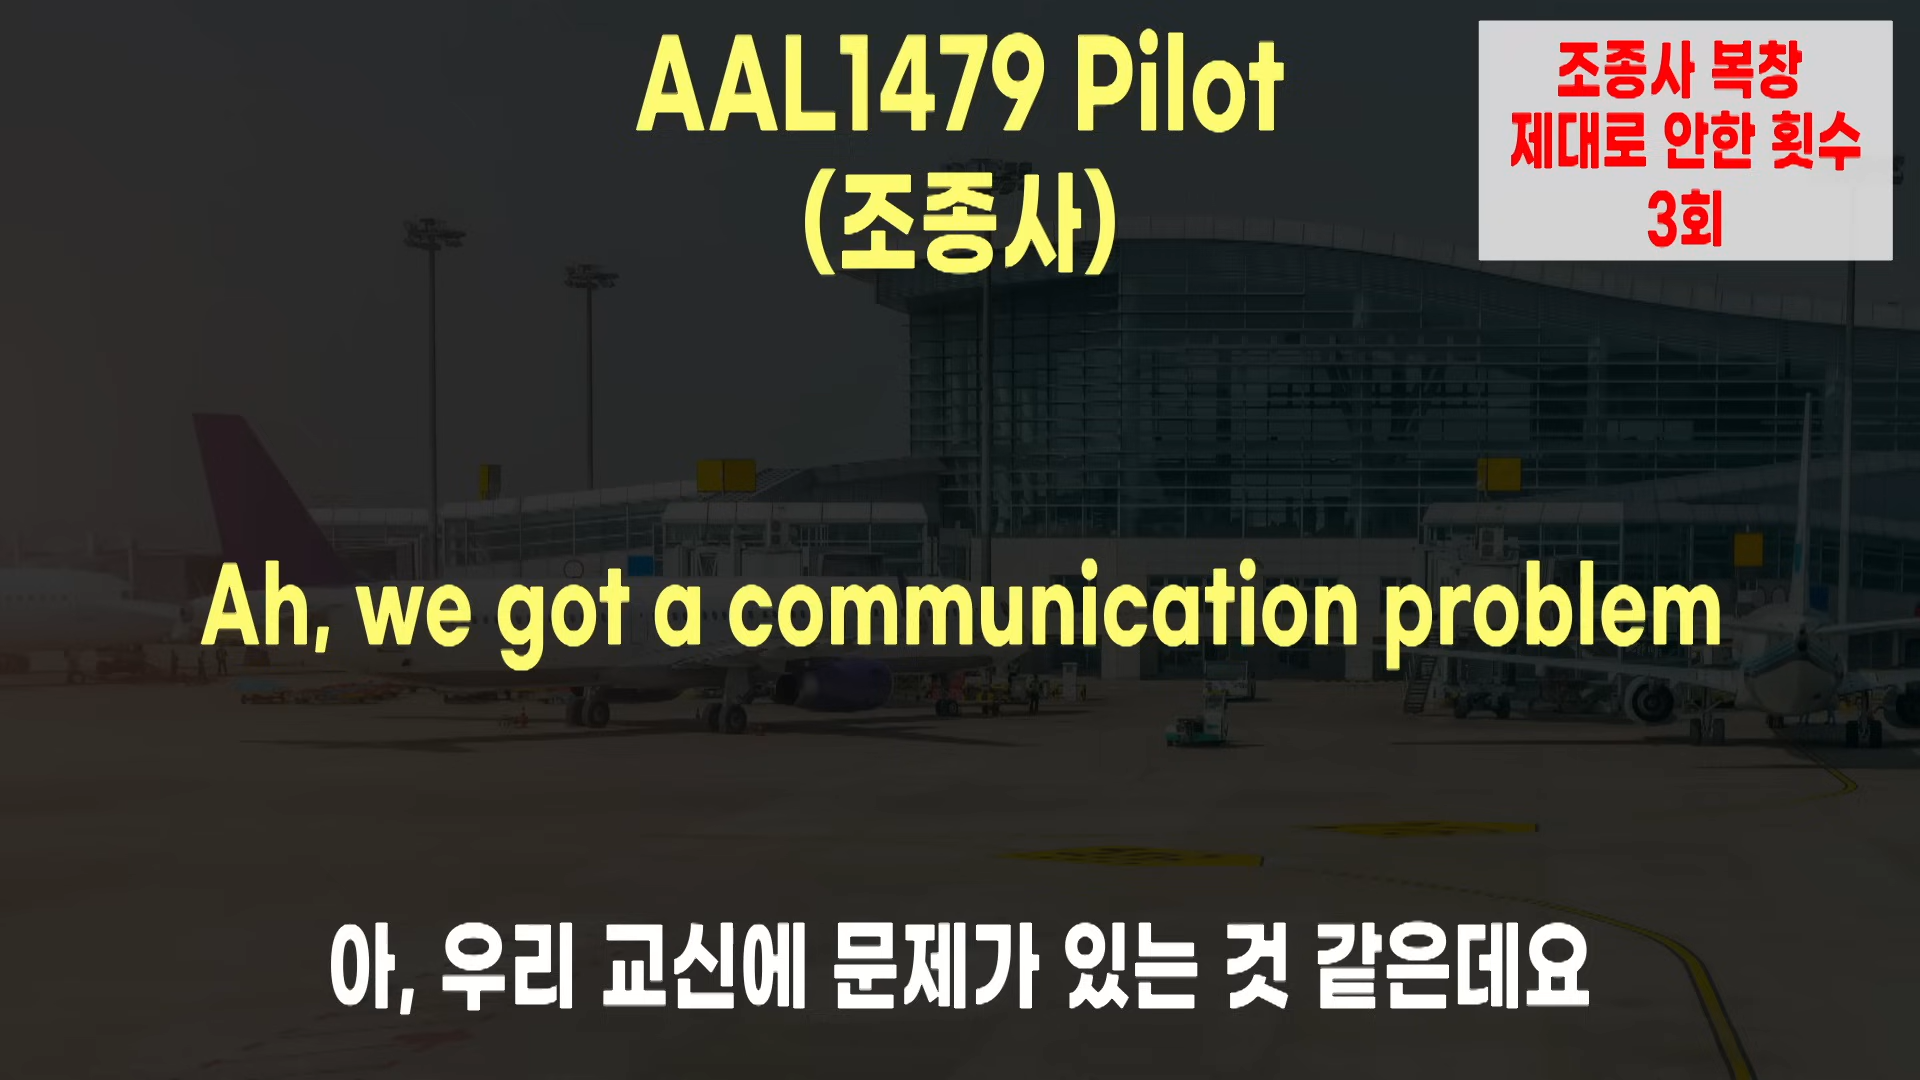 AAL1479 Pilot
(조종사)
조종사 복창
제대로 안한 횟수
3회
Ah, we got a communication problem
아, 우리 교신에 문제가 있는 것 같은데요